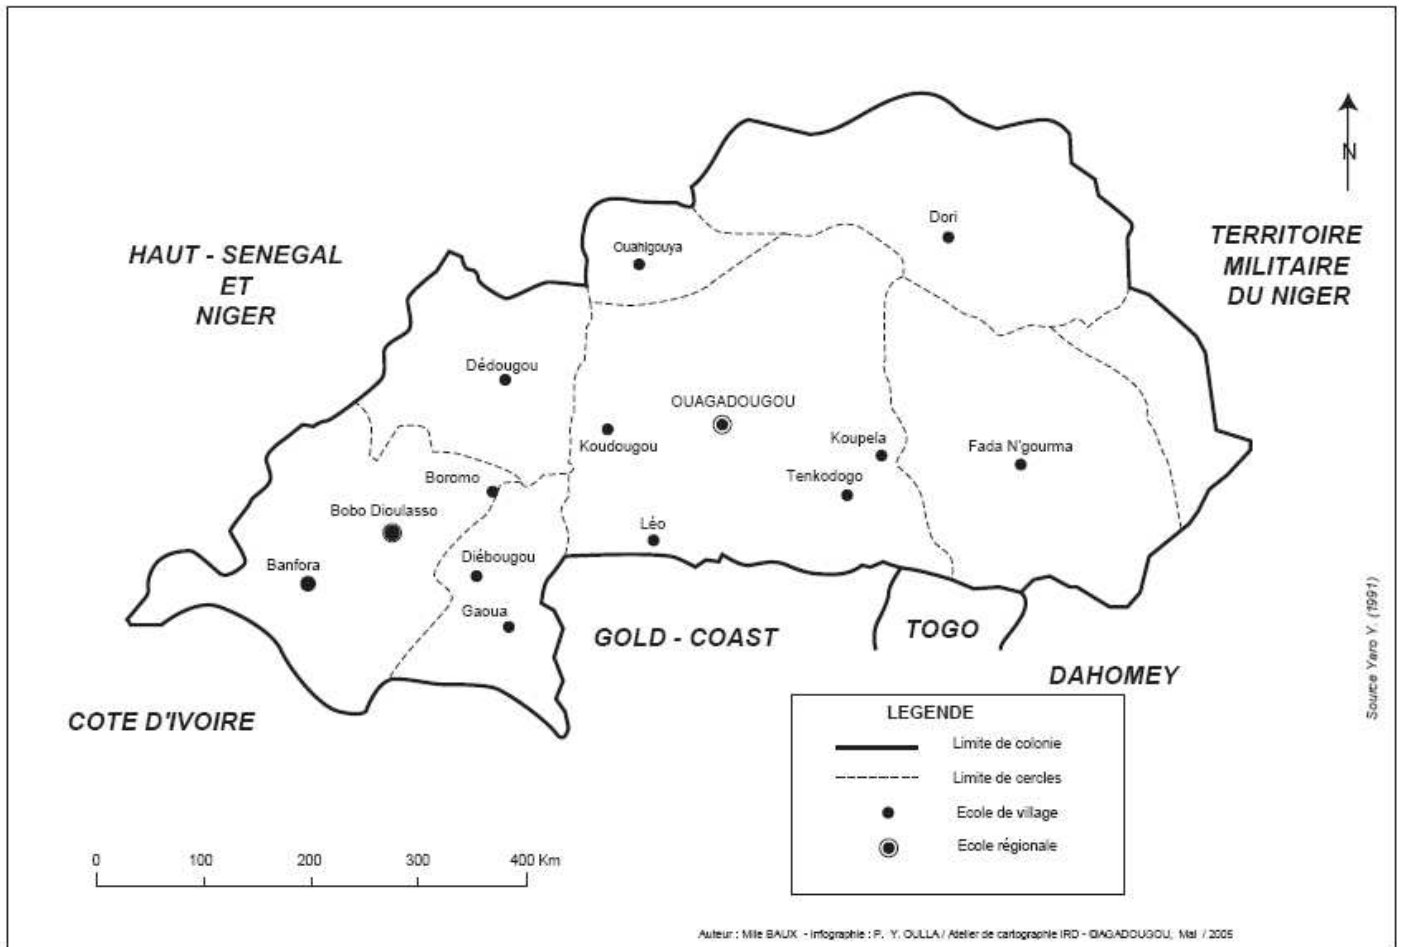 N
HAUT - SENEGAL
ET
NIGER
TERRITOIRE
MILITAIRE
DU NIGER
Dori
Ouahigouya
Dédougou
OUAGADOUGOU
Koudougou
Koupela
Fada N'gourma
Tenkodogo
Boromo
Bobo Dioulasso
Léo
Diébougou
Banfora
Gaoua
GOLD - COAST
TOGO
DAHOMEY
COTE D'IVOIRE
LEGENDE
Limite de colonie
Limite de cercles
Ecole de village
Ecole régionale
0 100 200 300 400 Km
Source Yaro Y. (1991)
Auteur : Mlle BAUX - Infographie : P. Y. OULLA / Atelier de cartographie IRD - OAGADOUGOU, Mai / 2005